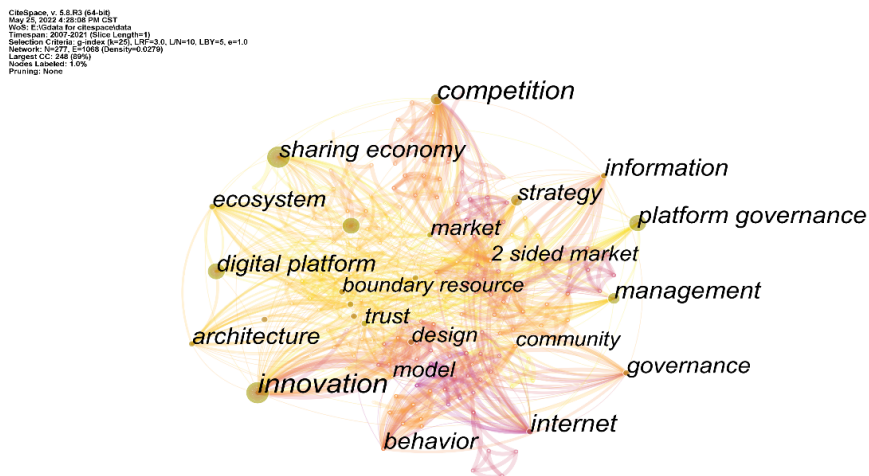 CiteSpace, v. 5.8.R3 (64-bit)
May 25, 2022 4:28:08 PM CST
WoS: E:\Gdata for citespace\data
Timespan: 2007-2021 (Slice Length=1)
Selection Criteria: g-index (k=25), LRF=3.0, L/N=10, LBY=5, e=1.0
Network: N=277, E=1068 (Density=0.0279)
Largest CC: 248 (89%)
Nodes Labeled: 1.0%
Pruning: None
competition
sharing economy
information
ecosystem
strategy
platform governance
market
2 sided market
digital platform
boundary resource
management
trust
architecture
design
community
model
governance
innovation
internet
behavior